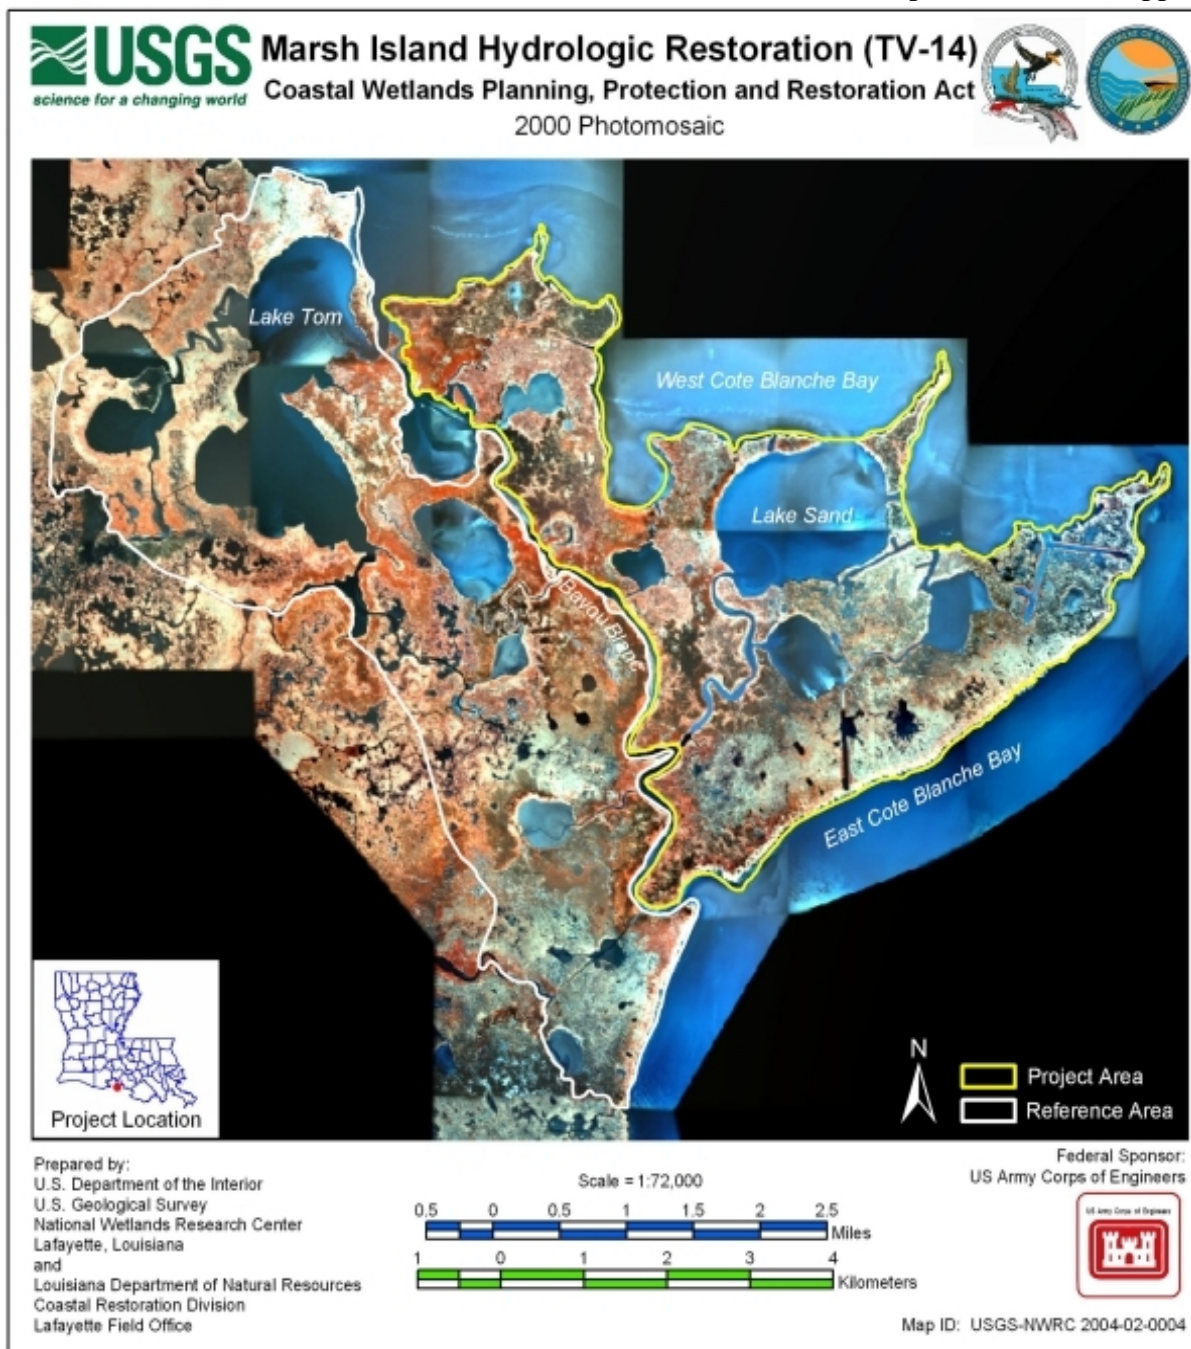 USGS
science for a changing world
Marsh Island Hydrologic Restoration (TV-14)
Coastal Wetlands Planning, Protection and Restoration Act
2000 Photomosaic
Lake Tom
West Cote Blanche Bay
Lake Sand
Bayou Blanc
East Cote Blanche Bay
N
Project Area
Reference Area
Project Location
Prepared by:
U.S. Department of the Interior
U.S. Geological Survey
National Wetlands Research Center
Lafayette, Louisiana
and
Louisiana Department of Natural Resources
Coastal Restoration Division
Lafayette Field Office
Scale = 1:72,000
0.5 0 0.5 1 1.5 2 2.5
Miles
1 0 1 2 3 4
Kilometers
Federal Sponsor:
US Army Corps of Engineers
US Army Corps of Engineers
Map ID: USGS-NWRC 2004-02-0004